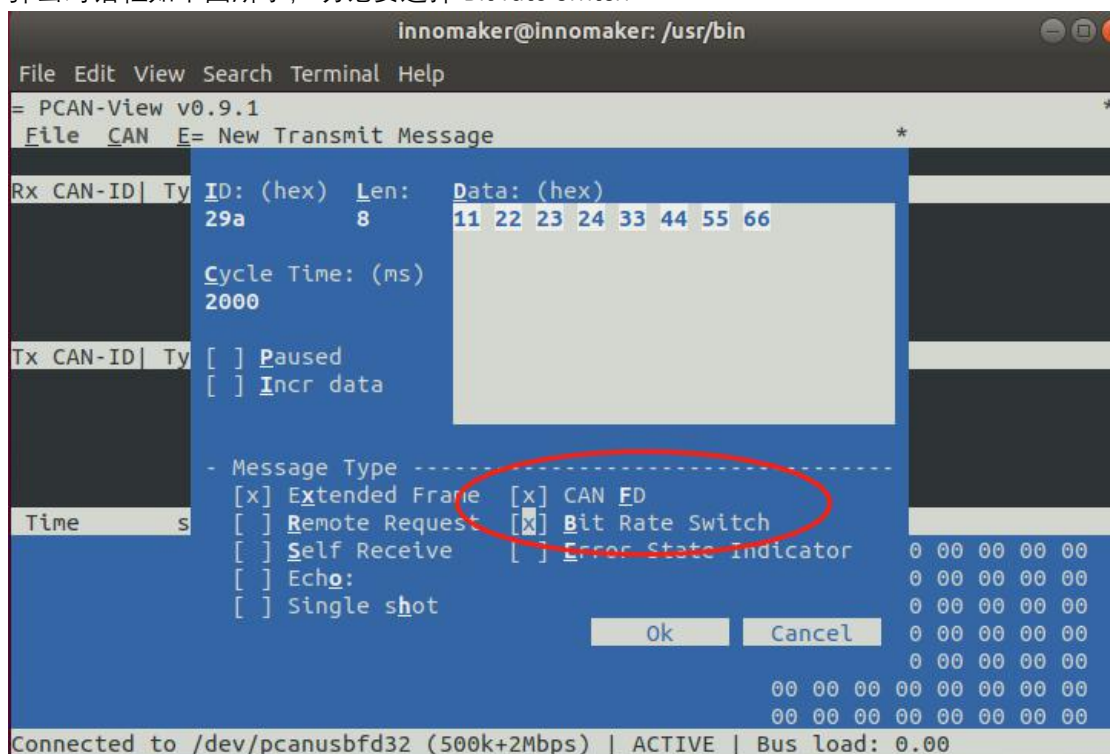 innomaker@innomaker: /usr/bin
File Edit View Search Terminal Help
= PCAN-View v0.9.1 *
File CAN E= New Transmit Message *
Rx CAN-ID| Ty ID: (hex) Len: Data: (hex)
29a 8 11 22 23 24 33 44 55 66
Cycle Time: (ms)
2000
Tx CAN-ID| Ty [ ] Paused
[ ] Incr data
- Message Type ---------------------------------------
[x] Extended Frame [x] CAN FD
Time s [ ] Remote Request [x] Bit Rate Switch
[ ] Self Receive [ ] Error State Indicator 0 00 00 00 00
[ ] Echo: 0 00 00 00 00
[ ] Single shot 0 00 00 00 00
Ok Cancel 0 00 00 00 00
0 00 00 00 00
00 00 00 00 00 00 00 00
00 00 00 00 00 00 00 00
Connected to /dev/pcanusbfd32 (500k+2Mbps) | ACTIVE | Bus load: 0.00